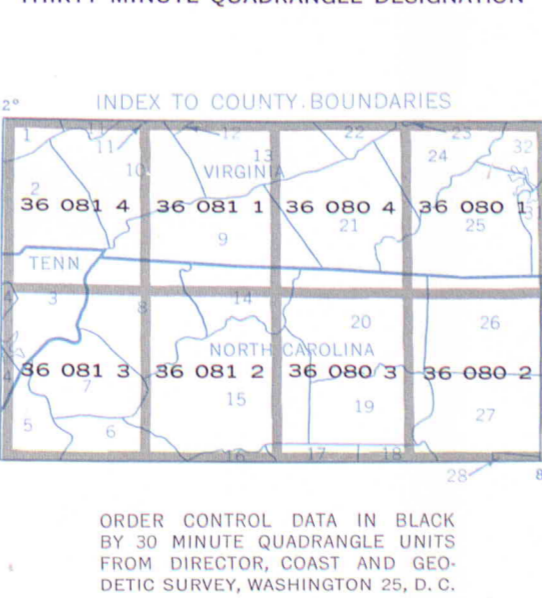 THIRTY MINUTE QUADRANGLE DESIGNATION
2°
INDEX TO COUNTY BOUNDARIES
1
11
12
22
23
11
24
32
10
13
VIRGINIA
2
36 081 4
36 081 1
36 080 4
36 080 1
31
9
21
25
TENN
4
3
8
14
20
26
NORTH CAROLINA
4
36 081 3
36 081 2
36 080 3
36 080 2
7
15
19
27
5
6
16
17
18
28
8
ORDER CONTROL DATA IN BLACK
BY 30 MINUTE QUADRANGLE UNITS
FROM DIRECTOR, COAST AND GEO-
DETIC SURVEY, WASHINGTON 25, D. C.